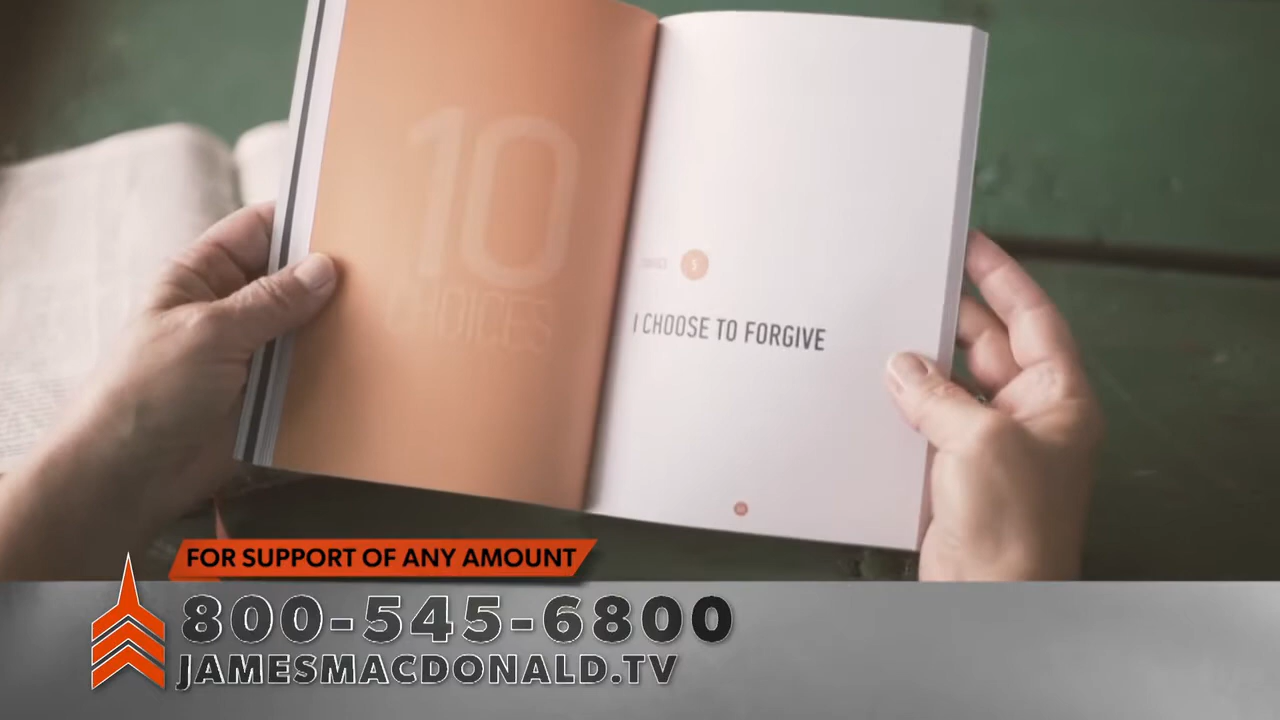 10
CHOICES
I CHOOSE TO FORGIVE
FOR SUPPORT OF ANY AMOUNT
800-545-6800
JAMESMACDONALD.TV